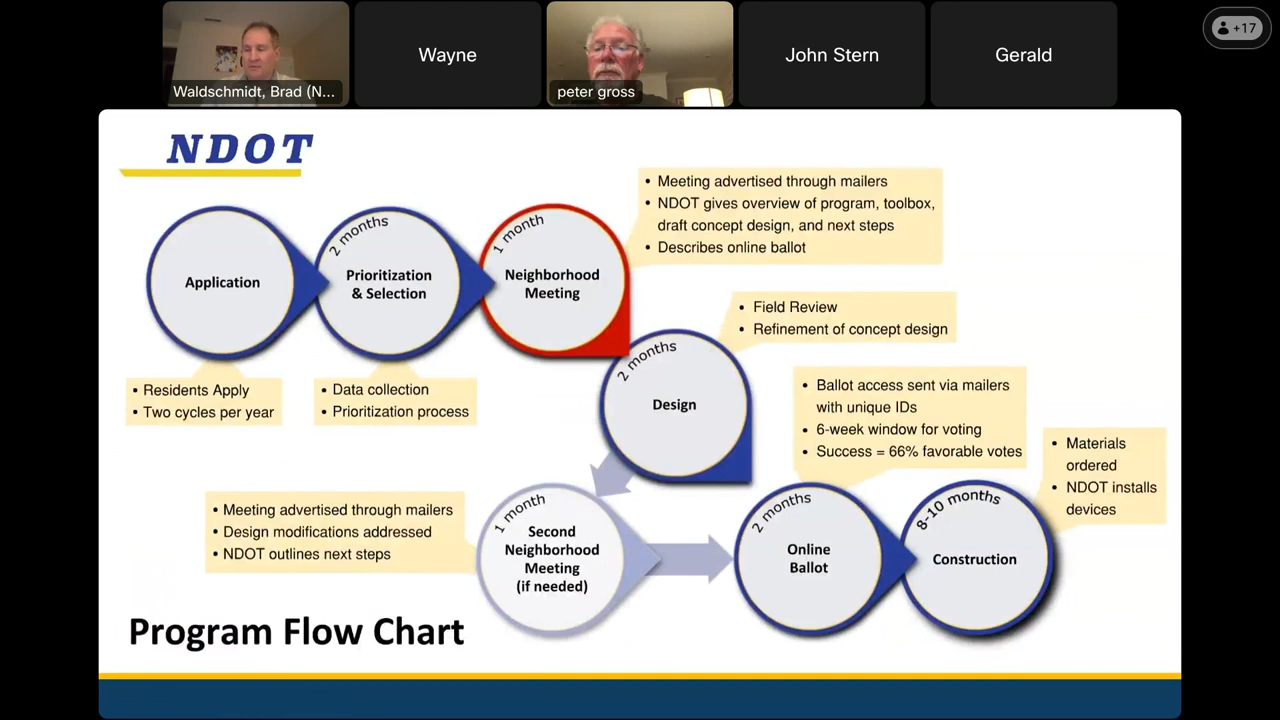 Waldschmidt, Brad (N...
Wayne
peter gross
John Stern
Gerald
+17
NDOT
Application
• Residents Apply
• Two cycles per year
2 months
Prioritization
& Selection
• Data collection
• Prioritization process
1 month
Neighborhood
Meeting
• Meeting advertised through mailers
• NDOT gives overview of program, toolbox,
draft concept design, and next steps
• Describes online ballot
2 months
Design
• Field Review
• Refinement of concept design
1 month
Second
Neighborhood
Meeting
(if needed)
• Meeting advertised through mailers
• Design modifications addressed
• NDOT outlines next steps
2 months
Online
Ballot
• Ballot access sent via mailers
with unique IDs
• 6-week window for voting
• Success = 66% favorable votes
8-10 months
Construction
• Materials
ordered
• NDOT installs
devices
Program Flow Chart